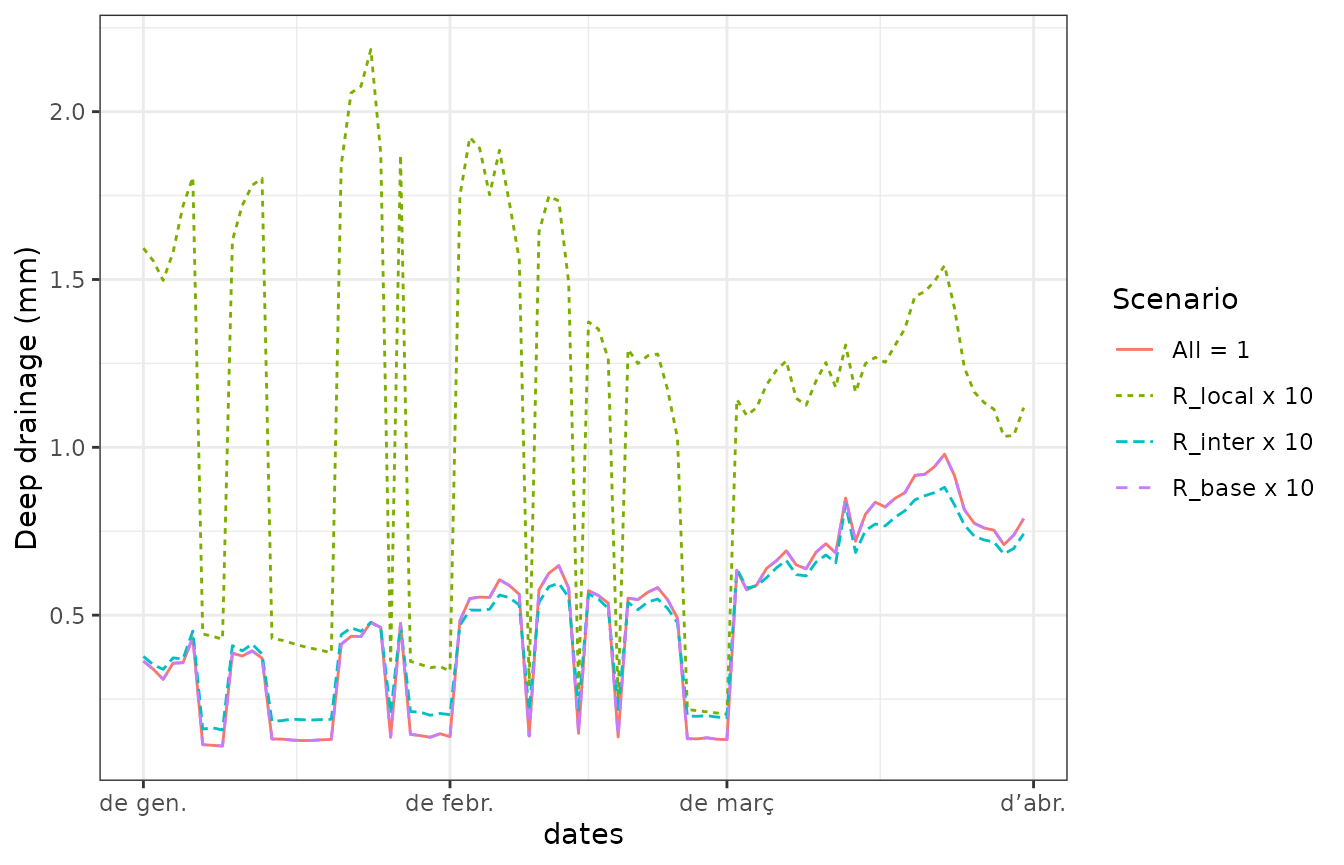 Deep drainage (mm)
2.0
1.5
1.0
0.5
de gen.
de febr.
de març
d’abr.
dates
Scenario
All = 1
R_local x 10
R_inter x 10
R_base x 10